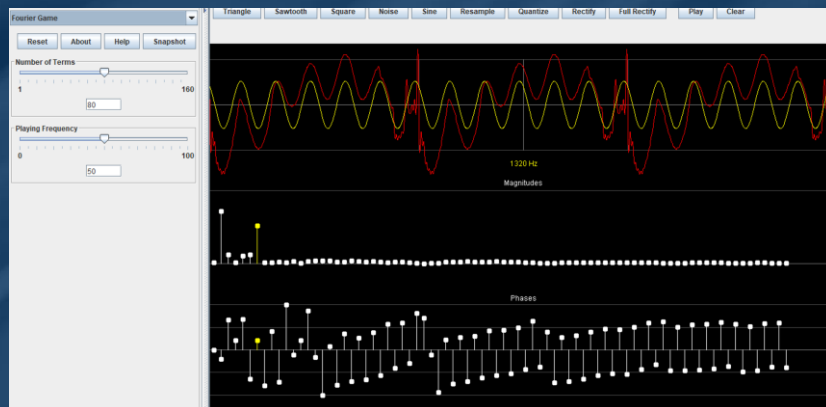 Fourier Game
Triangle Sawtooth Square Noise Sine Resample Quantize Rectify Full Rectify Play Clear
Reset About Help Snapshot
Number of Terms
1 160
80
Playing Frequency
0 100
50
1320 Hz
Magnitudes
Phases